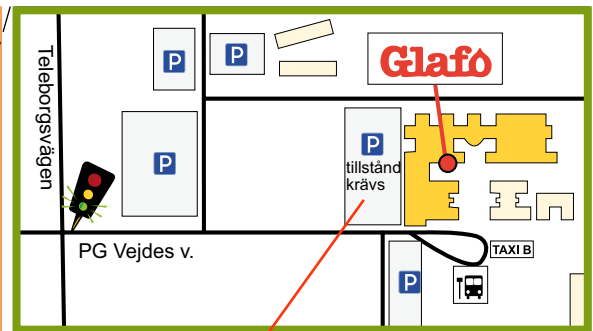 /
Teleborgsvägen
P
P
Glafo
P
P
tillstånd
krävs
PG Vejdes v.
TAXI B
P